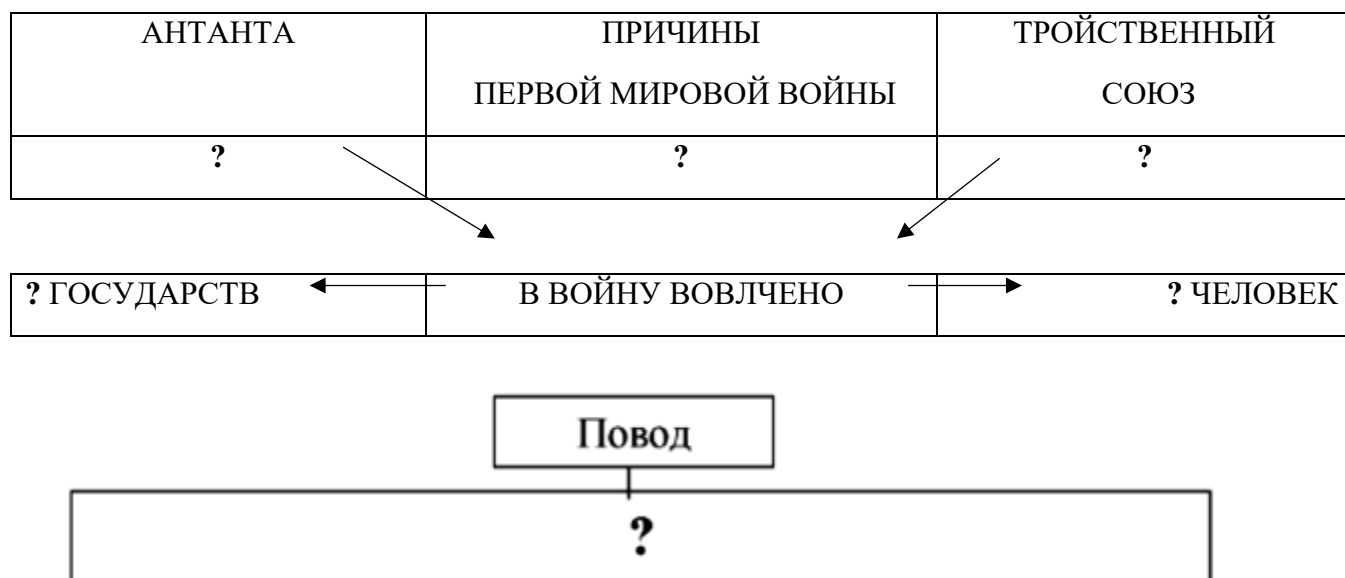 АНТАНТА
ПРИЧИНЫ
ПЕРВОЙ МИРОВОЙ ВОЙНЫ
ТРОЙСТВЕННЫЙ
СОЮЗ
?
?
?
? ГОСУДАРСТВ
В ВОЙНУ ВОВЛЧЕНО
? ЧЕЛОВЕК
Повод
?